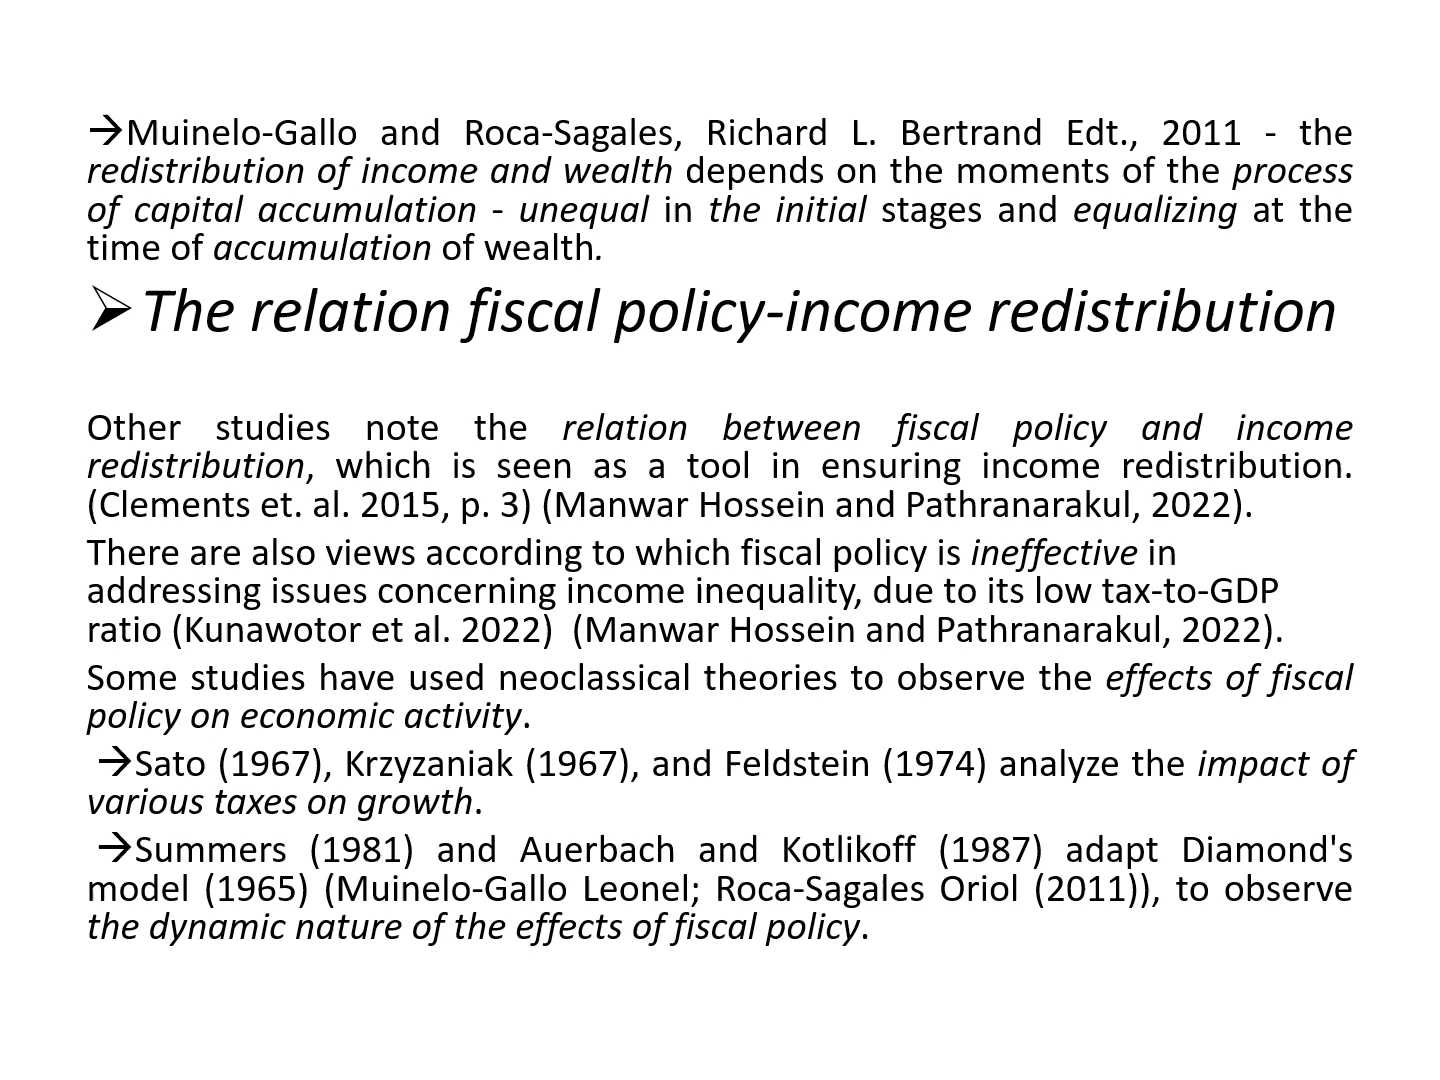 →Muinelo-Gallo and Roca-Sagales, Richard L. Bertrand Edt., 2011 - the
redistribution of income and wealth depends on the moments of the process
of capital accumulation - unequal in the initial stages and equalizing at the
time of accumulation of wealth.
➢The relation fiscal policy-income redistribution
Other studies note the relation between fiscal policy and income
redistribution, which is seen as a tool in ensuring income redistribution.
(Clements et. al. 2015, p. 3) (Manwar Hossein and Pathranarakul, 2022).
There are also views according to which fiscal policy is ineffective in
addressing issues concerning income inequality, due to its low tax-to-GDP
ratio (Kunawotor et al. 2022)  (Manwar Hossein and Pathranarakul, 2022).
Some studies have used neoclassical theories to observe the effects of fiscal
policy on economic activity.
→Sato (1967), Krzyzaniak (1967), and Feldstein (1974) analyze the impact of
various taxes on growth.
→Summers (1981) and Auerbach and Kotlikoff (1987) adapt Diamond's
model (1965) (Muinelo-Gallo Leonel; Roca-Sagales Oriol (2011)), to observe
the dynamic nature of the effects of fiscal policy.